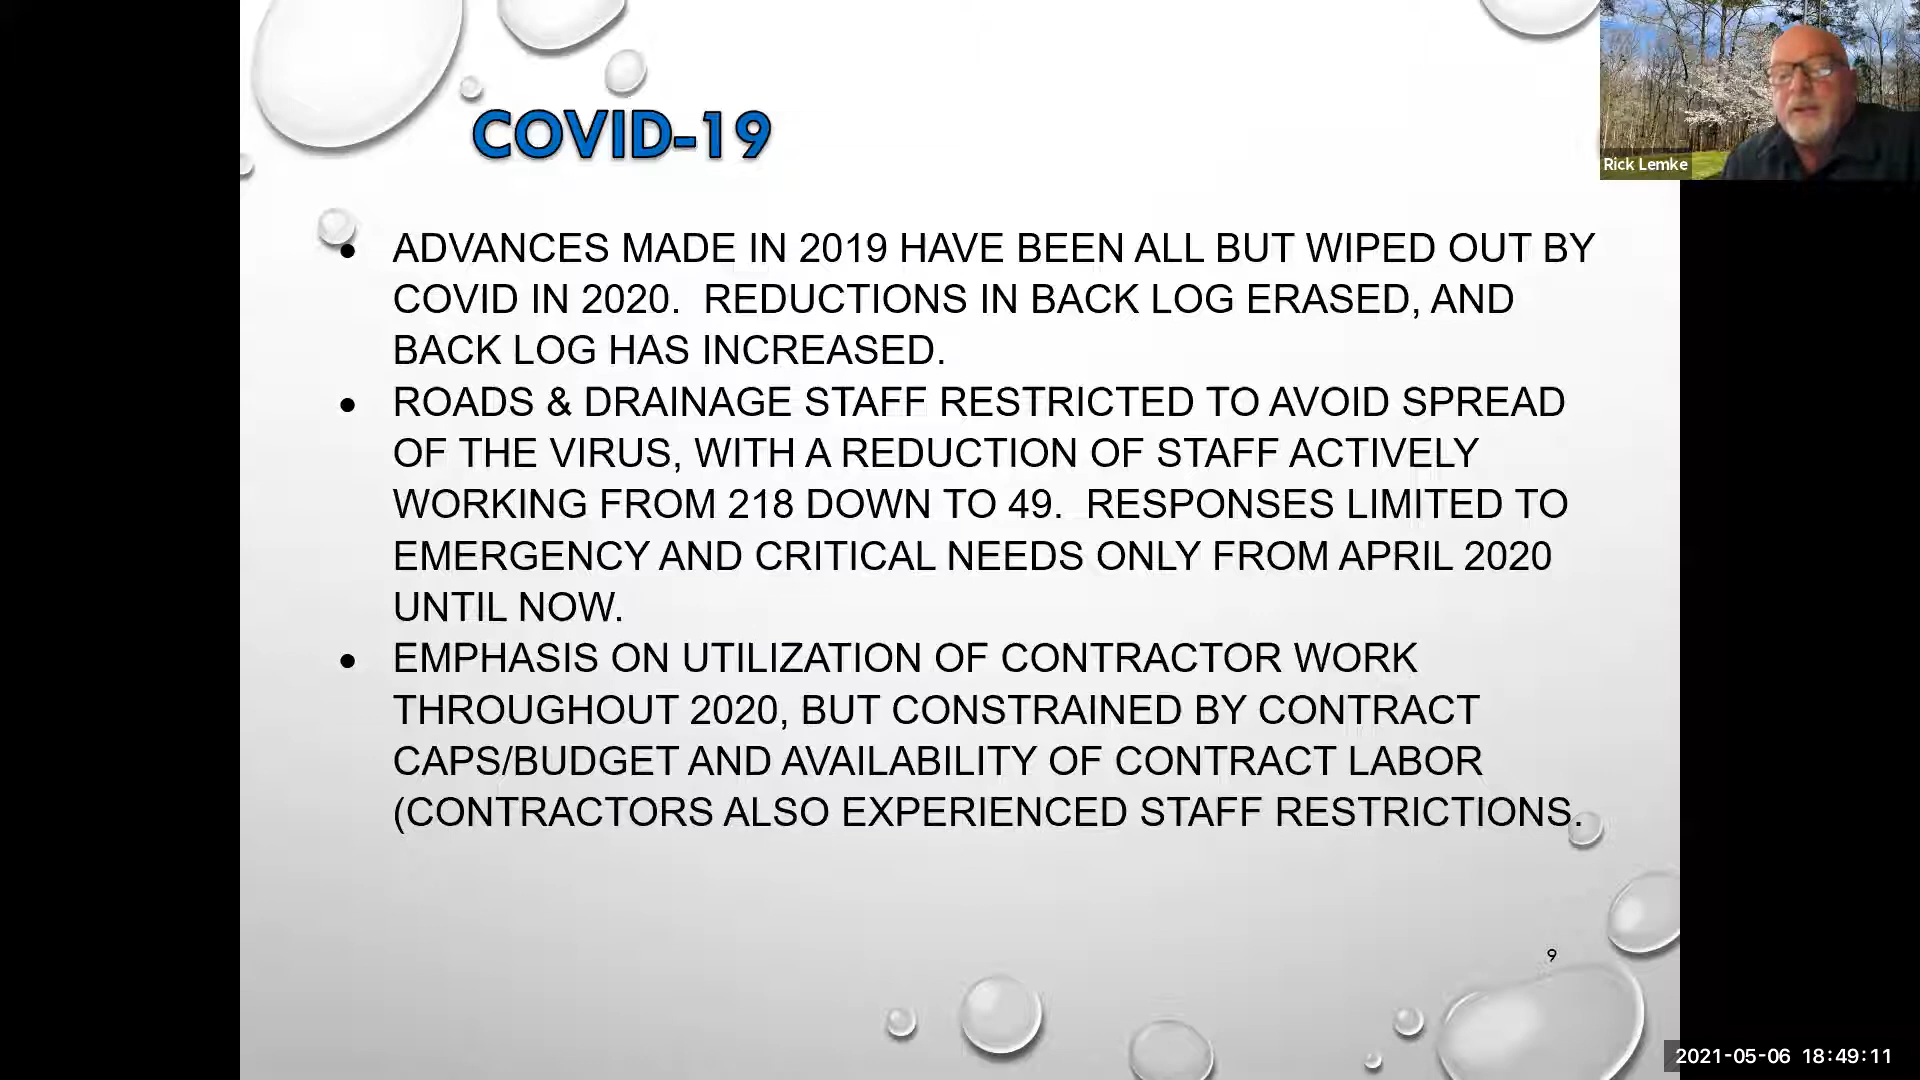 COVID-19
Rick Lemke
• ADVANCES MADE IN 2019 HAVE BEEN ALL BUT WIPED OUT BY
COVID IN 2020.  REDUCTIONS IN BACK LOG ERASED, AND
BACK LOG HAS INCREASED.
• ROADS & DRAINAGE STAFF RESTRICTED TO AVOID SPREAD
OF THE VIRUS, WITH A REDUCTION OF STAFF ACTIVELY
WORKING FROM 218 DOWN TO 49.  RESPONSES LIMITED TO
EMERGENCY AND CRITICAL NEEDS ONLY FROM APRIL 2020
UNTIL NOW.
• EMPHASIS ON UTILIZATION OF CONTRACTOR WORK
THROUGHOUT 2020, BUT CONSTRAINED BY CONTRACT
CAPS/BUDGET AND AVAILABILITY OF CONTRACT LABOR
(CONTRACTORS ALSO EXPERIENCED STAFF RESTRICTIONS.
9
2021-05-06 18:49:11